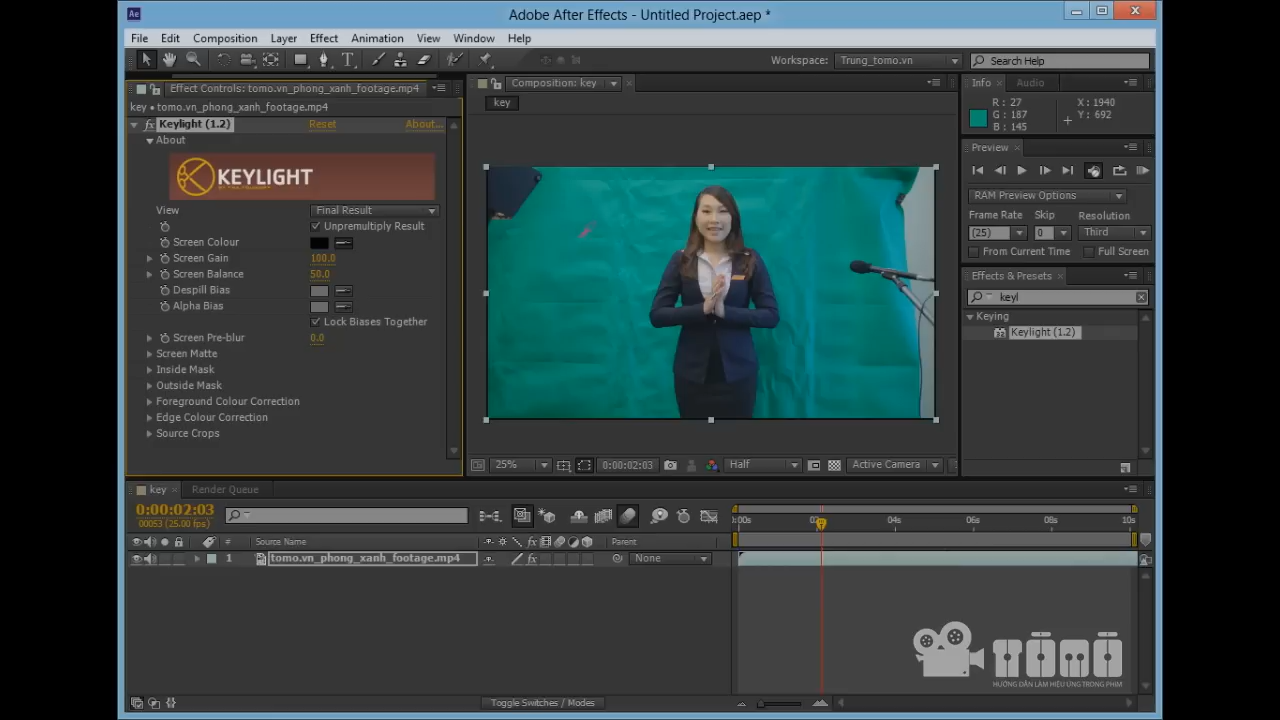 Ae Adobe After Effects - Untitled Project.aep *
File Edit Composition Layer Effect Animation View Window Help
Workspace: Trung_tomo.vn Search Help
Effect Controls: tomo.vn_phong_xanh_footage.mp4
key • tomo.vn_phong_xanh_footage.mp4
fx Keylight (1.2) Reset About...
About
KEYLIGHT
View Final Result
Unpremultiply Result
Screen Colour
Screen Gain 100.0
Screen Balance 50.0
Despill Bias
Alpha Bias
Lock Biases Together
Screen Pre-blur 0.0
Screen Matte
Inside Mask
Outside Mask
Foreground Colour Correction
Edge Colour Correction
Source Crops
Composition: key
key
25% 0:00:02:03 Half Active Camera
Info Audio
R : 27 X : 1940
G : 187 Y : 692
B : 145
Preview
RAM Preview Options
Frame Rate Skip Resolution
(25) 0 Third
From Current Time Full Screen
Effects & Presets
keyl
Keying
Keylight (1.2)
key Render Queue
0:00:02:03
00053 (25.00 fps)
04s 06s 08s 10s
# Source Name Parent
1 tomo.vn_phong_xanh_footage.mp4 None
TOMO
HƯỚNG DẪN LÀM HIỆU ỨNG TRONG PHIM
Toggle Switches / Modes